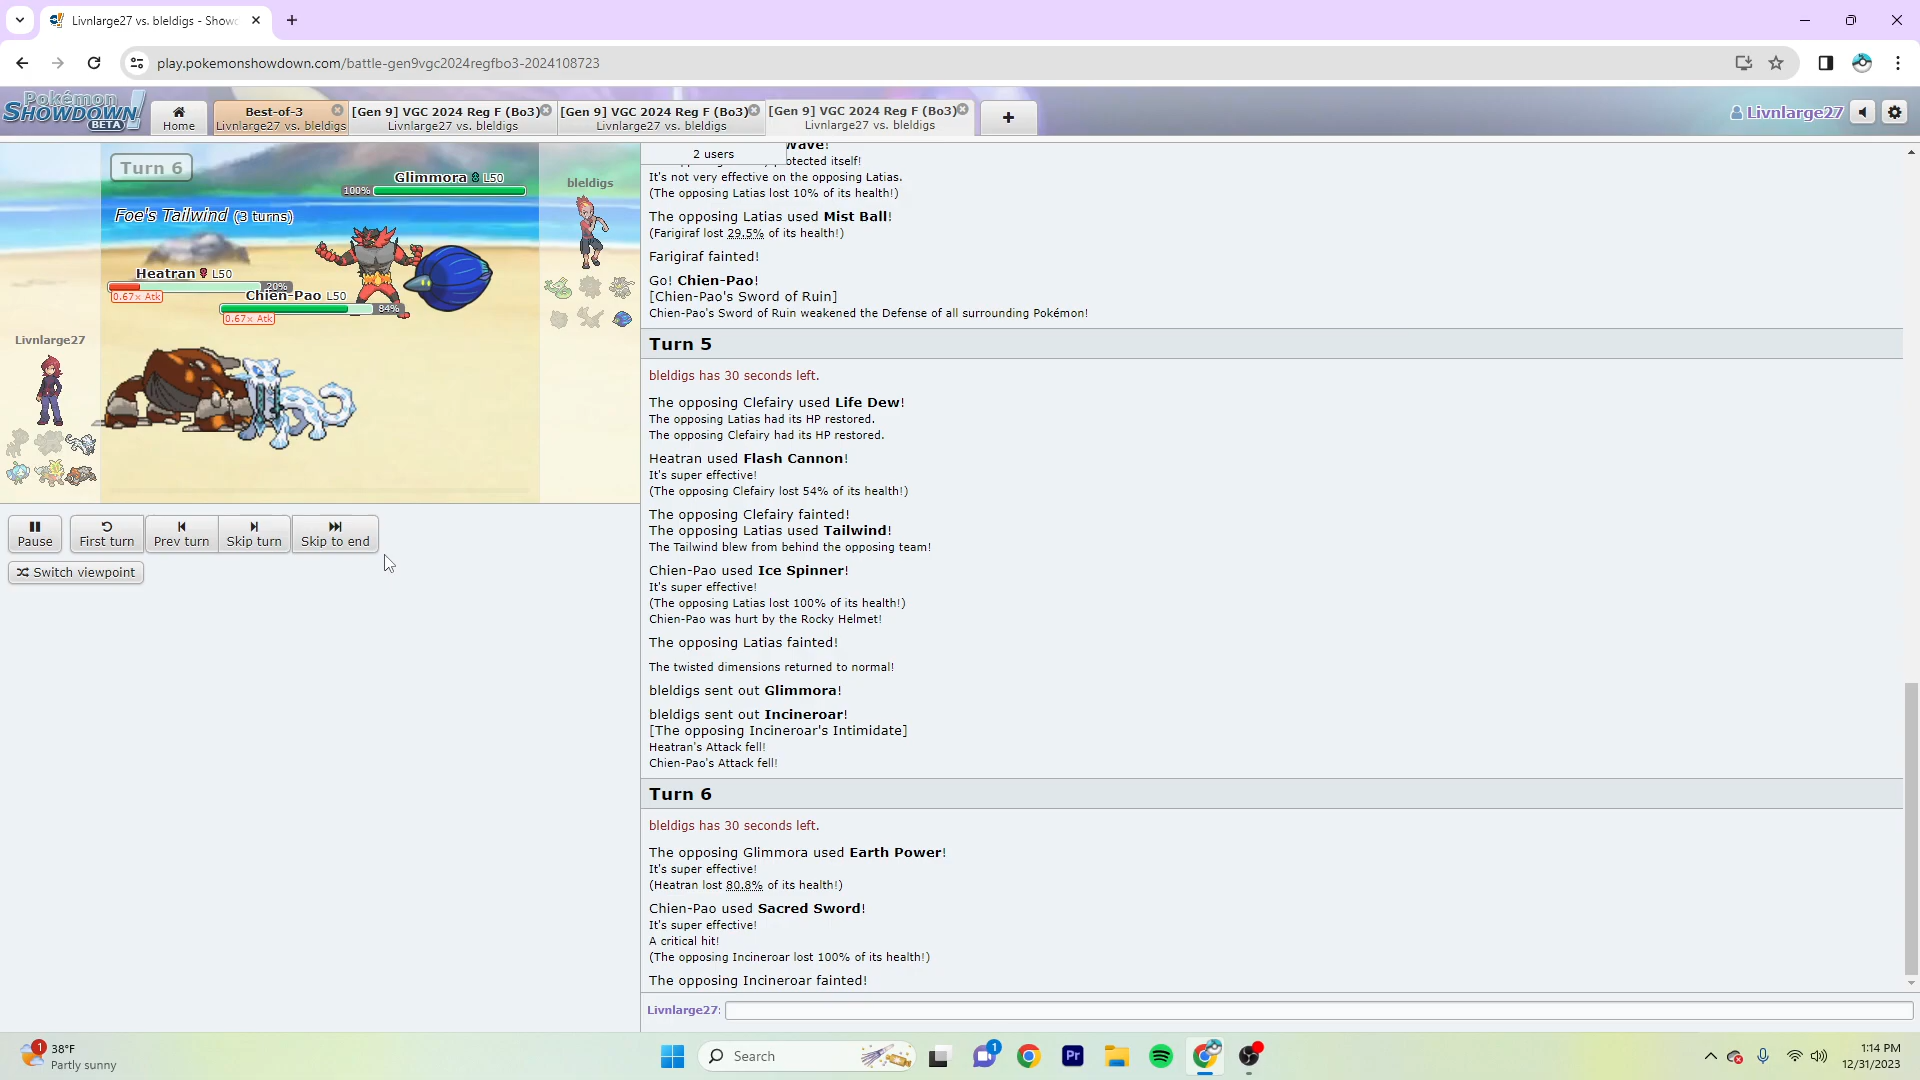 Livnlarge27 vs. bleldigs - Show
play.pokemonshowdown.com/battle-gen9vgc2024regfbo3-2024108723
Pokémon
SHOWDOWN!
BETA
Home
Best-of-3
Livnlarge27 vs. bleldigs
[Gen 9] VGC 2024 Reg F (Bo3)
Livnlarge27 vs. bleldigs
[Gen 9] VGC 2024 Reg F (Bo3)
Livnlarge27 vs. bleldigs
[Gen 9] VGC 2024 Reg F (Bo3)
Livnlarge27 vs. bleldigs
Livnlarge27
Turn 6
Glimmora L50
100%
Foe's Tailwind (3 turns)
Heatran L50
20%
0.67× Atk
Chien-Pao L50
84%
0.67× Atk
bleldigs
Livnlarge27
Pause
First turn
Prev turn
Skip turn
Skip to end
Switch viewpoint
2 users
Wave!
protected itself!
It's not very effective on the opposing Latias.
(The opposing Latias lost 10% of its health!)
The opposing Latias used Mist Ball!
(Farigiraf lost 29.5% of its health!)
Farigiraf fainted!
Go! Chien-Pao!
[Chien-Pao's Sword of Ruin]
Chien-Pao's Sword of Ruin weakened the Defense of all surrounding Pokémon!
Turn 5
bleldigs has 30 seconds left.
The opposing Clefairy used Life Dew!
The opposing Latias had its HP restored.
The opposing Clefairy had its HP restored.
Heatran used Flash Cannon!
It's super effective!
(The opposing Clefairy lost 54% of its health!)
The opposing Clefairy fainted!
The opposing Latias used Tailwind!
The Tailwind blew from behind the opposing team!
Chien-Pao used Ice Spinner!
It's super effective!
(The opposing Latias lost 100% of its health!)
Chien-Pao was hurt by the Rocky Helmet!
The opposing Latias fainted!
The twisted dimensions returned to normal!
bleldigs sent out Glimmora!
bleldigs sent out Incineroar!
[The opposing Incineroar's Intimidate]
Heatran's Attack fell!
Chien-Pao's Attack fell!
Turn 6
bleldigs has 30 seconds left.
The opposing Glimmora used Earth Power!
It's super effective!
(Heatran lost 80.8% of its health!)
Chien-Pao used Sacred Sword!
It's super effective!
A critical hit!
(The opposing Incineroar lost 100% of its health!)
The opposing Incineroar fainted!
Livnlarge27:
1
38°F
Partly sunny
Search
1
Pr
1:14 PM
12/31/2023